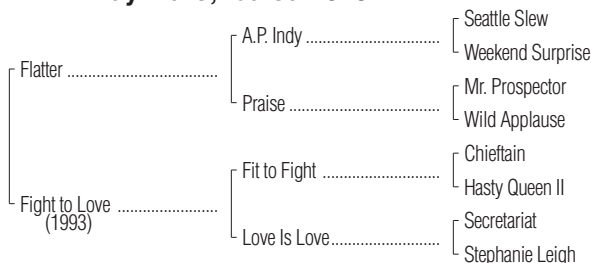 Seattle Slew
A.P. Indy ........................................
Weekend Surprise
Flatter .............................................
Mr. Prospector
Praise .............................................
Wild Applause
Chieftain
Fit to Fight ...................................
Hasty Queen II
Fight to Love ..............................
(1993)
Secretariat
Love Is Love................................
Stephanie Leigh